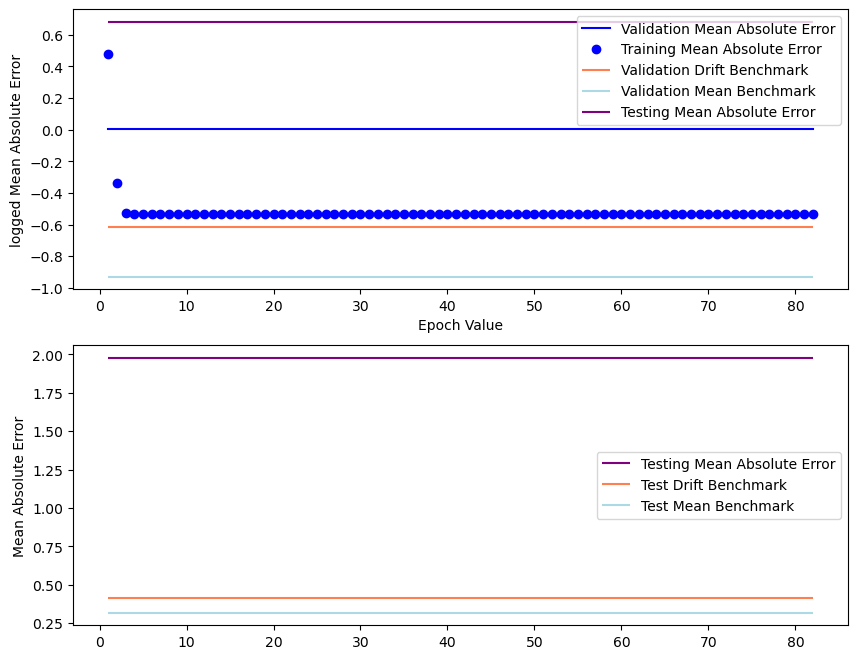 0.6
0.4
0.2
0.0
−0.2
−0.4
−0.6
−0.8
−1.0
logged Mean Absolute Error
Validation Mean Absolute Error
Training Mean Absolute Error
Validation Drift Benchmark
Validation Mean Benchmark
Testing Mean Absolute Error
0 10 20 30 40 50 60 70 80
Epoch Value
2.00
1.75
1.50
1.25
1.00
0.75
0.50
0.25
Mean Absolute Error
Testing Mean Absolute Error
Test Drift Benchmark
Test Mean Benchmark
0 10 20 30 40 50 60 70 80